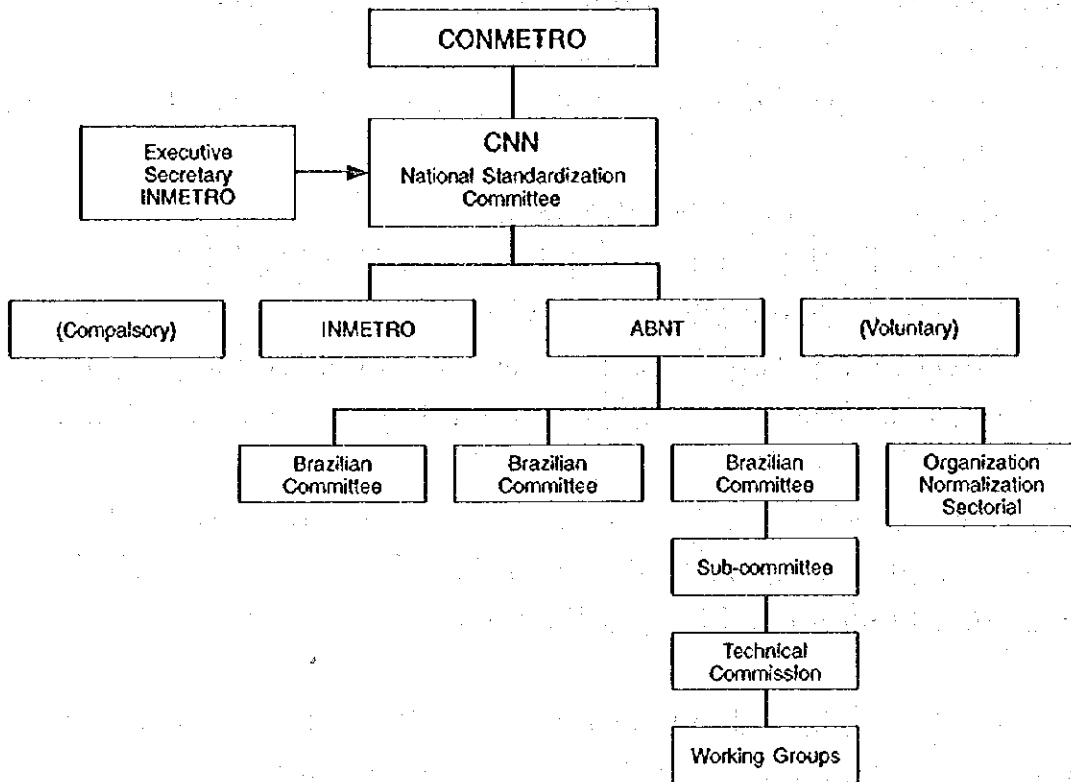 CONMETRO
CNN
National Standardization
Committee
Executive
Secretary
INMETRO
(Compalsory)
INMETRO
ABNT
(Voluntary)
Brazilian
Committee
Brazilian
Committee
Brazilian
Committee
Organization
Normalization
Sectorial
Sub-committee
Technical
Commission
Working Groups